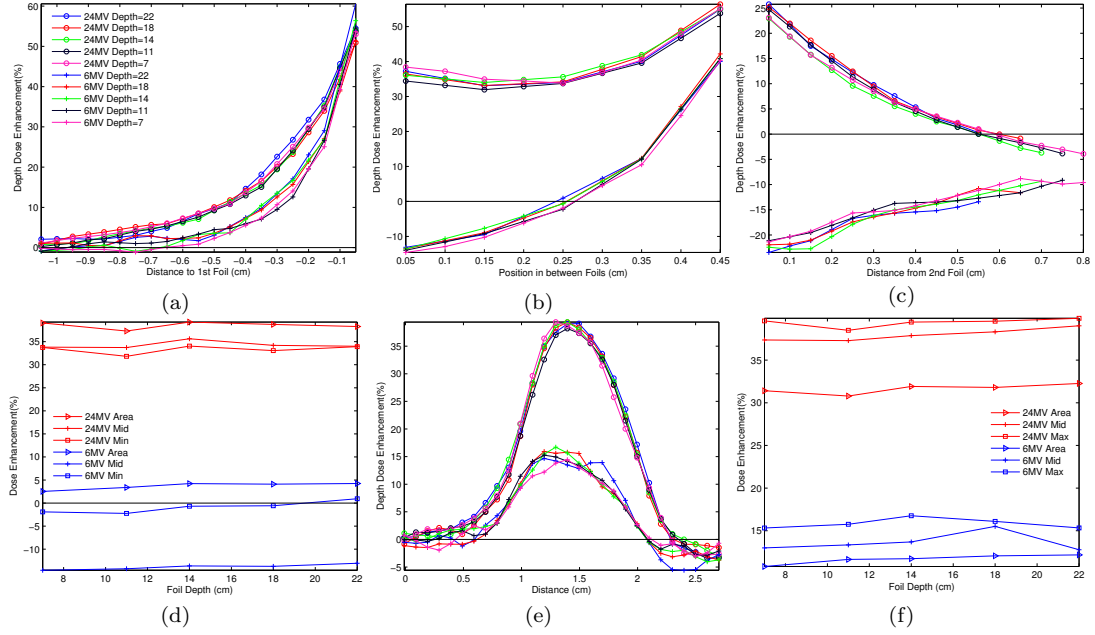 60
50
40
30
20
10
0
24MV Depth=22
24MV Depth=18
24MV Depth=14
24MV Depth=11
24MV Depth=7
6MV Depth=22
6MV Depth=18
6MV Depth=14
6MV Depth=11
6MV Depth=7
Depth Dose Enhancement(%)
−1 −0.9 −0.8 −0.7 −0.6 −0.5 −0.4 −0.3 −0.2 −0.1
Distance to 1st Foil (cm)
(a)
50
40
30
20
10
0
−10
Depth Dose Enhancement(%)
0.05 0.1 0.15 0.2 0.25 0.3 0.35 0.4 0.45
Position in between Foils (cm)
(b)
25
20
15
10
5
0
−5
−10
−15
−20
Depth Dose Enhancement(%)
0.1 0.2 0.3 0.4 0.5 0.6 0.7 0.8
Distance from 2nd Foil (cm)
(c)
35
30
25
20
15
10
5
0
−5
−10
24MV Area
24MV Mid
24MV Min
6MV Area
6MV Mid
6MV Min
Dose Enhancement(%)
8 10 12 14 16 18 20 22
Foil Depth (cm)
(d)
35
30
25
20
15
10
5
0
−5
Depth Dose Enhancement(%)
0 0.5 1 1.5 2 2.5
Distance (cm)
(e)
35
30
25
20
15
24MV Area
24MV Mid
24MV Max
6MV Area
6MV Mid
6MV Max
Dose Enhancement(%)
8 10 12 14 16 18 20 22
Foil Depth (cm)
(f)